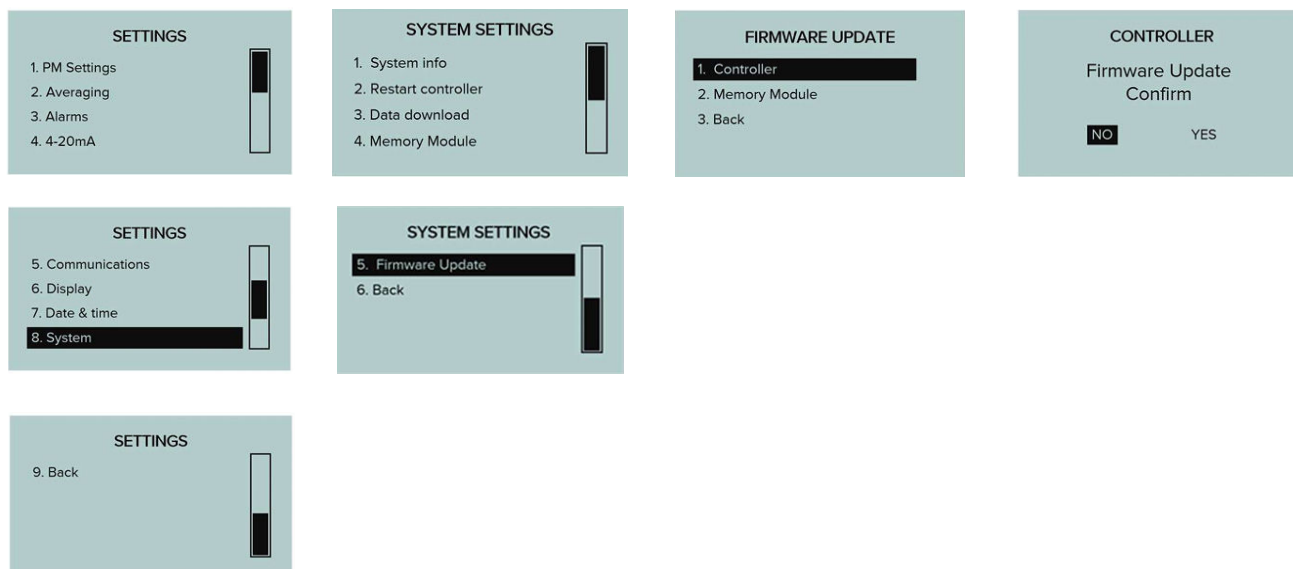 SETTINGS
1. PM Settings
2. Averaging
3. Alarms
4. 4-20mA
SYSTEM SETTINGS
1. System info
2. Restart controller
3. Data download
4. Memory Module
FIRMWARE UPDATE
1. Controller
2. Memory Module
3. Back
CONTROLLER
Firmware Update
Confirm
NO YES
SETTINGS
5. Communications
6. Display
7. Date & time
8. System
SYSTEM SETTINGS
5. Firmware Update
6. Back
SETTINGS
9. Back